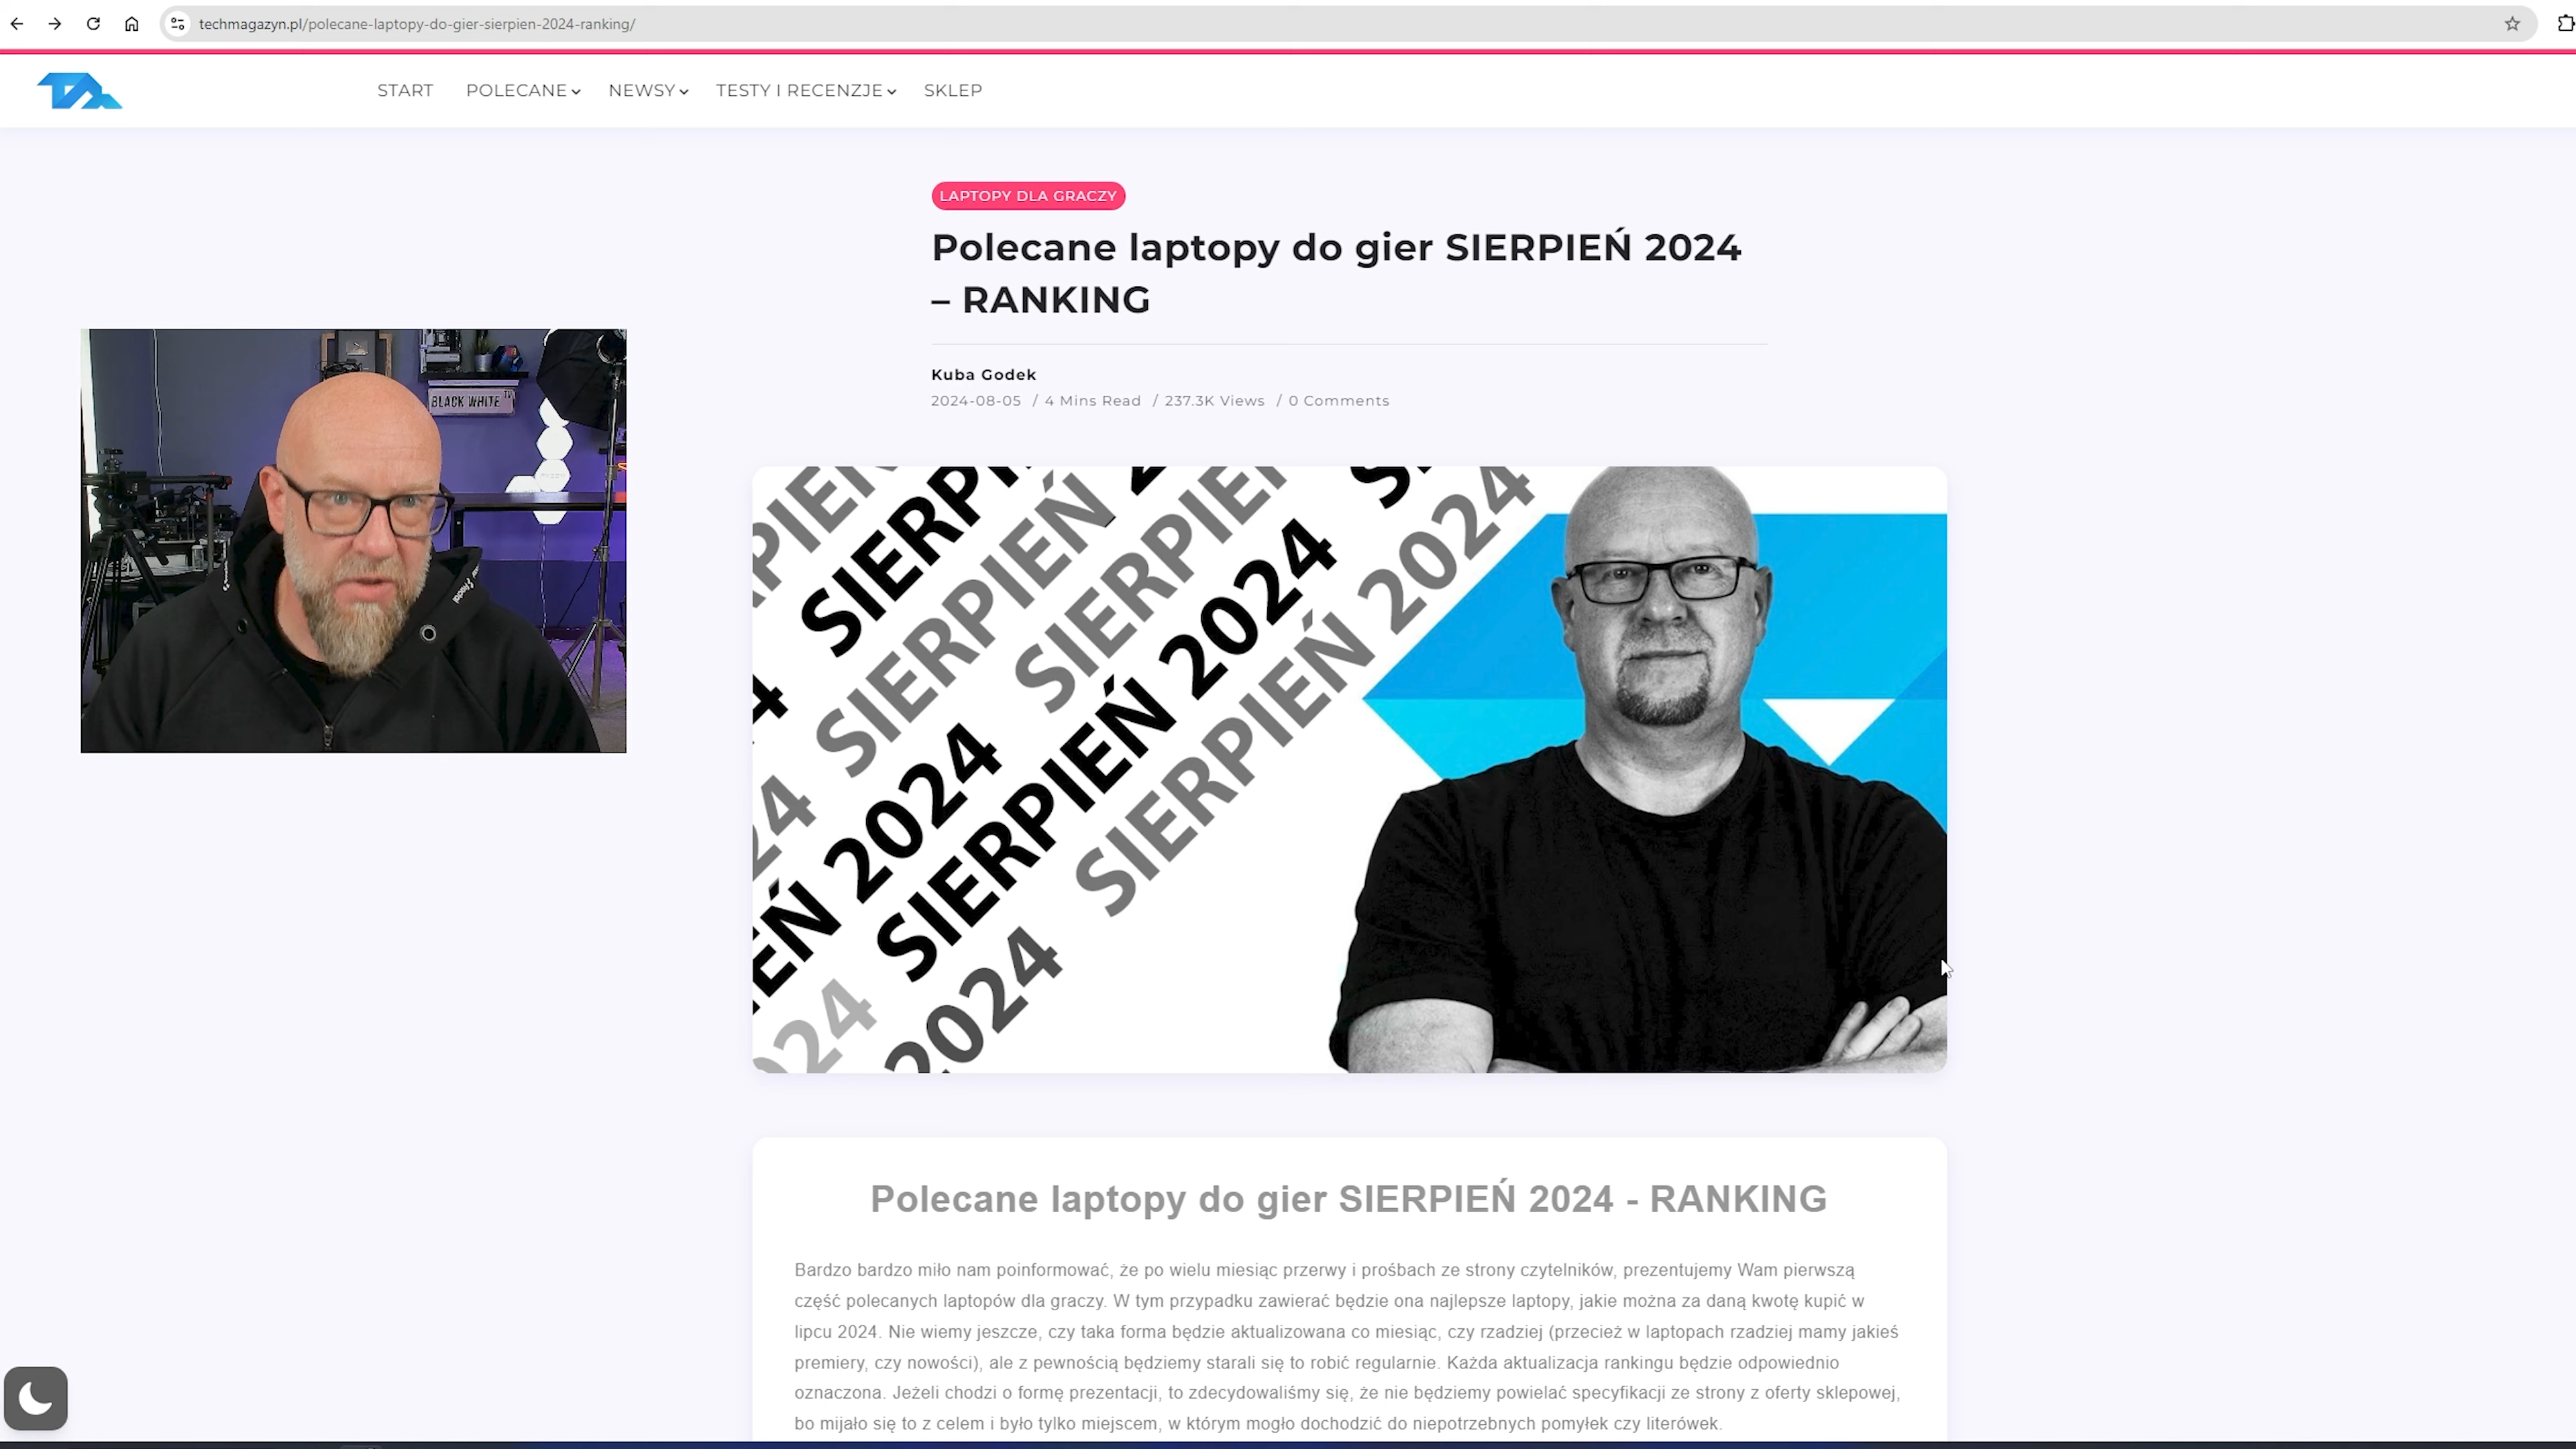 techmagazyn.pl/polecane-laptopy-do-gier-sierpien-2024-ranking/
START POLECANE NEWSY TESTY I RECENZJE SKLEP
LAPTOPY DLA GRACZY
Polecane laptopy do gier SIERPIEŃ 2024
– RANKING
Kuba Godek
2024-08-05 / 4 Mins Read / 237.3K Views / 0 Comments
BLACK WHITE TV
SIERPIEŃ 2024
SIERPIEŃ 2024
SIERPIEŃ 2024
Polecane laptopy do gier SIERPIEŃ 2024 - RANKING
Bardzo bardzo miło nam poinformować, że po wielu miesiąc przerwy i prośbach ze strony czytelników, prezentujemy Wam pierwszą
część polecanych laptopów dla graczy. W tym przypadku zawierać będzie ona najlepsze laptopy, jakie można za daną kwotę kupić w
lipcu 2024. Nie wiemy jeszcze, czy taka forma będzie aktualizowana co miesiąc, czy rzadziej (przecież w laptopach rzadziej mamy jakieś
premiery, czy nowości), ale z pewnością będziemy starali się to robić regularnie. Każda aktualizacja rankingu będzie odpowiednio
oznaczona. Jeżeli chodzi o formę prezentacji, to zdecydowaliśmy się, że nie będziemy powielać specyfikacji ze strony z oferty sklepowej,
bo mijało się to z celem i było tylko miejscem, w którym mogło dochodzić do niepotrzebnych pomyłek czy literówek.